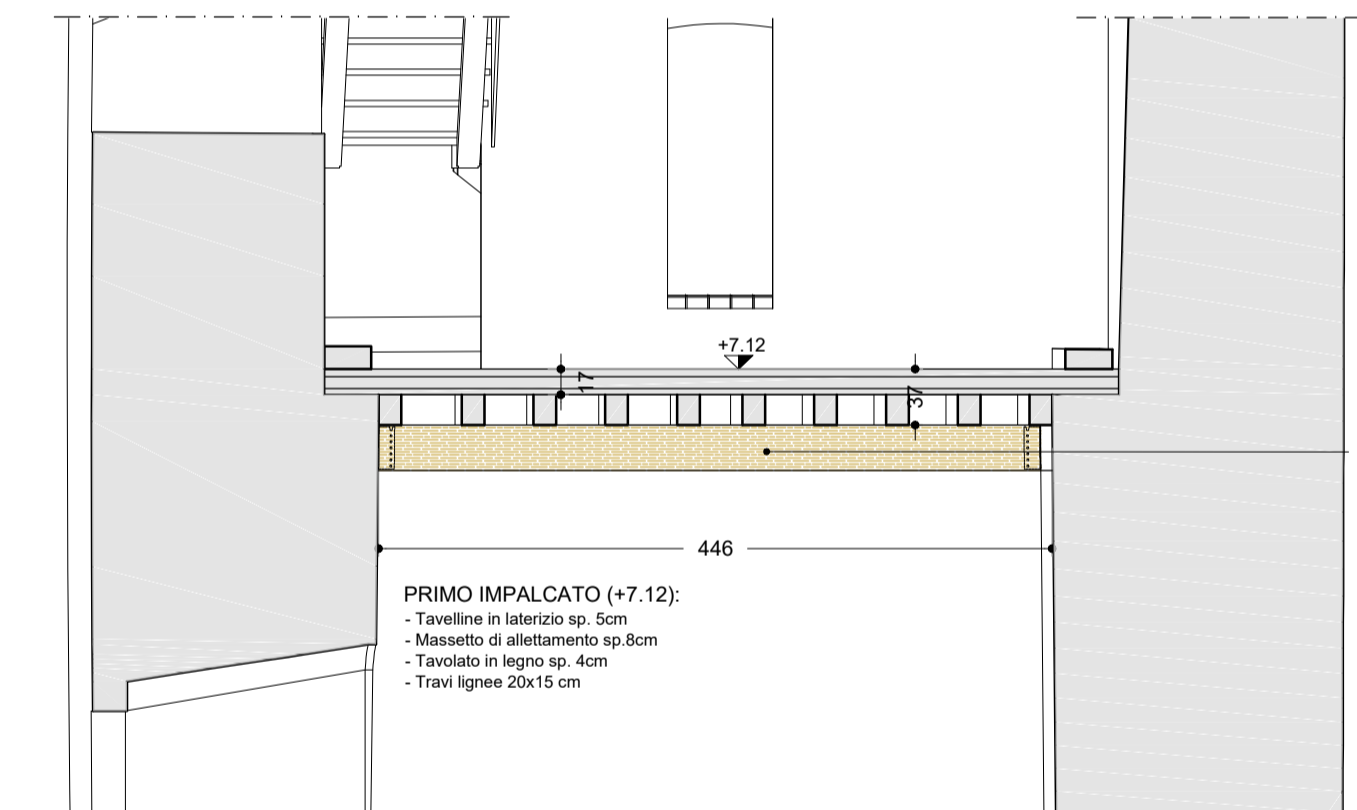 +7.12
17
37
446
PRIMO IMPALCATO (+7.12):
- Tavelline in laterizio sp. 5cm
- Massetto di allettamento sp.8cm
- Tavolato in legno sp. 4cm
- Travi lignee 20x15 cm